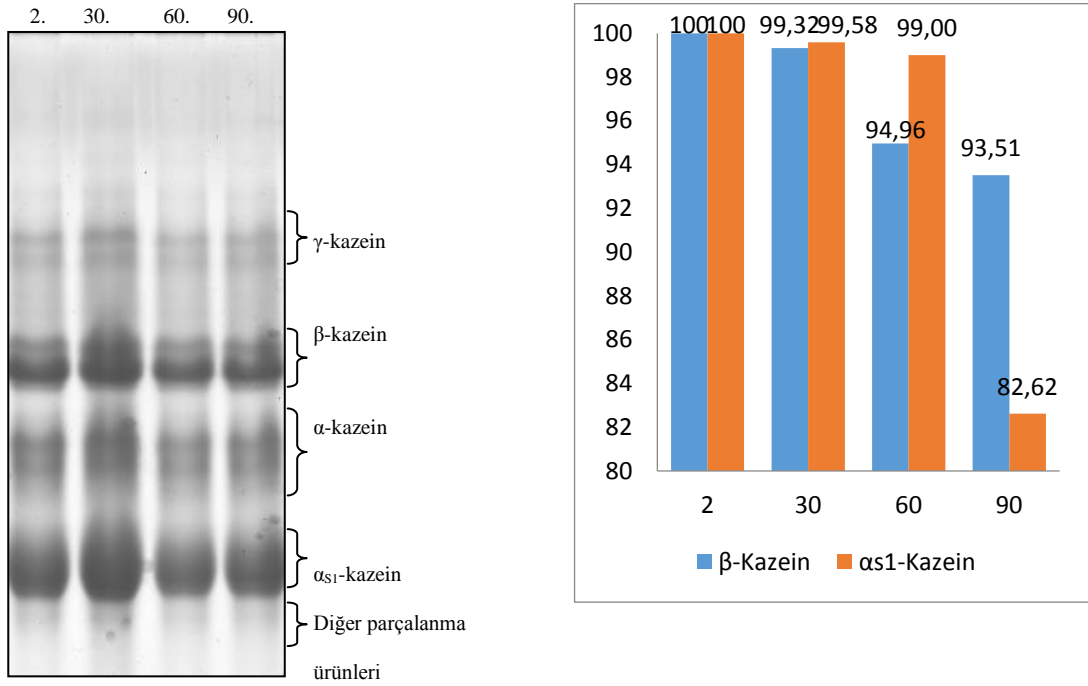 2. 30. 60. 90.
γ-kazein
β-kazein
α-kazein
αS1-kazein
Diğer parçalanma
ürünleri
100 100 99,32 99,58 99,00
94,96 93,51
82,62
100
98
96
94
92
90
88
86
84
82
80
2 30 60 90
β-Kazein αs1-Kazein